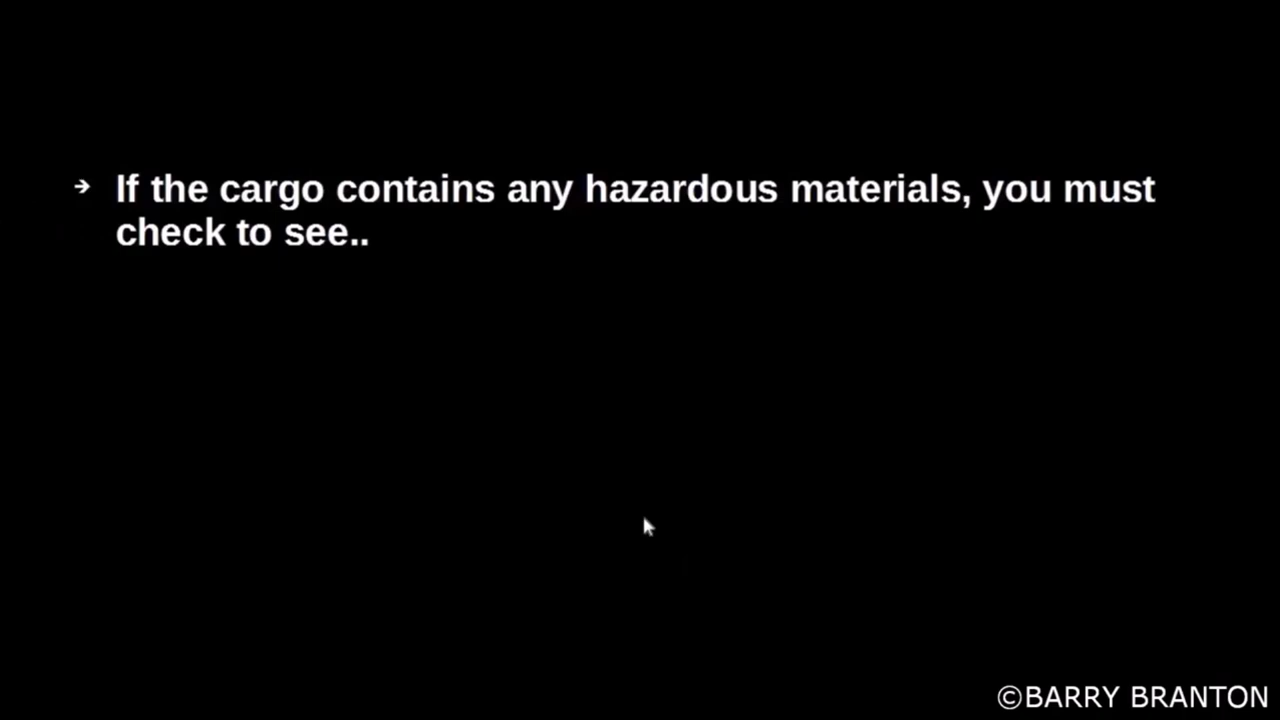 If the cargo contains any hazardous materials, you must
check to see..
©BARRY BRANTON